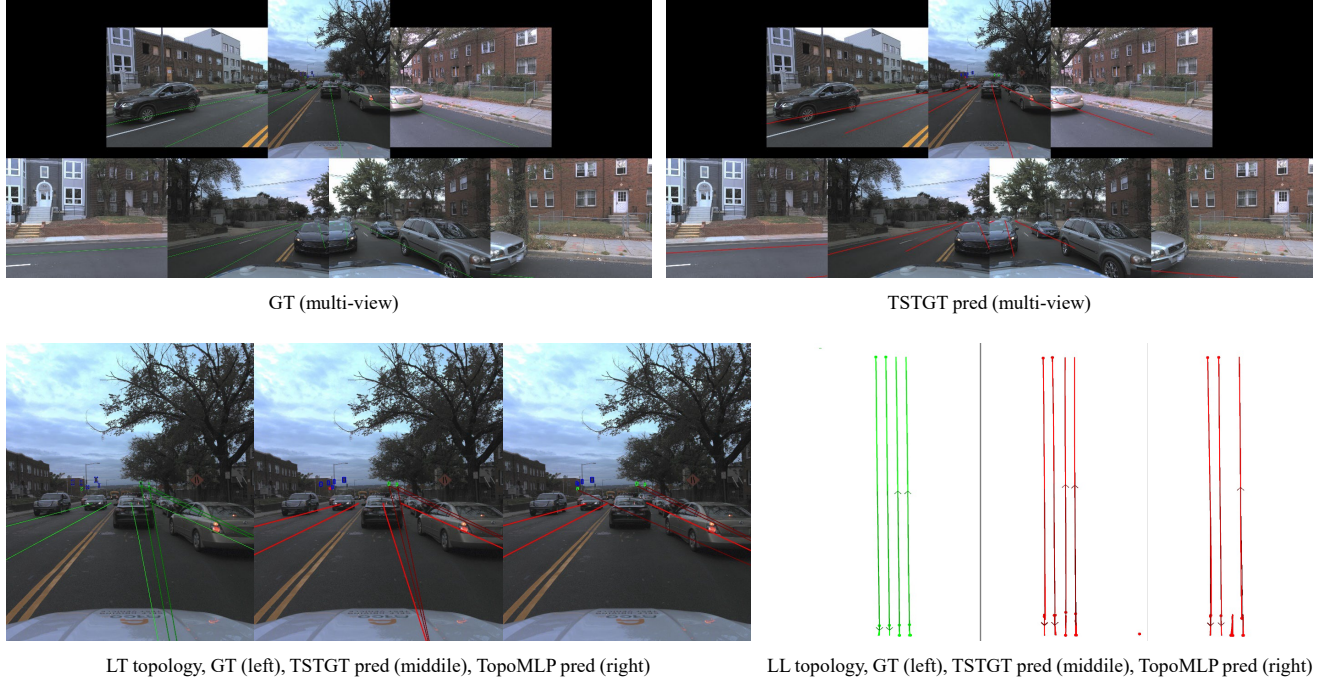 GT (multi-view)
TSTGT pred (multi-view)
LT topology, GT (left), TSTGT pred (middile), TopoMLP pred (right)
LL topology, GT (left), TSTGT pred (middile), TopoMLP pred (right)